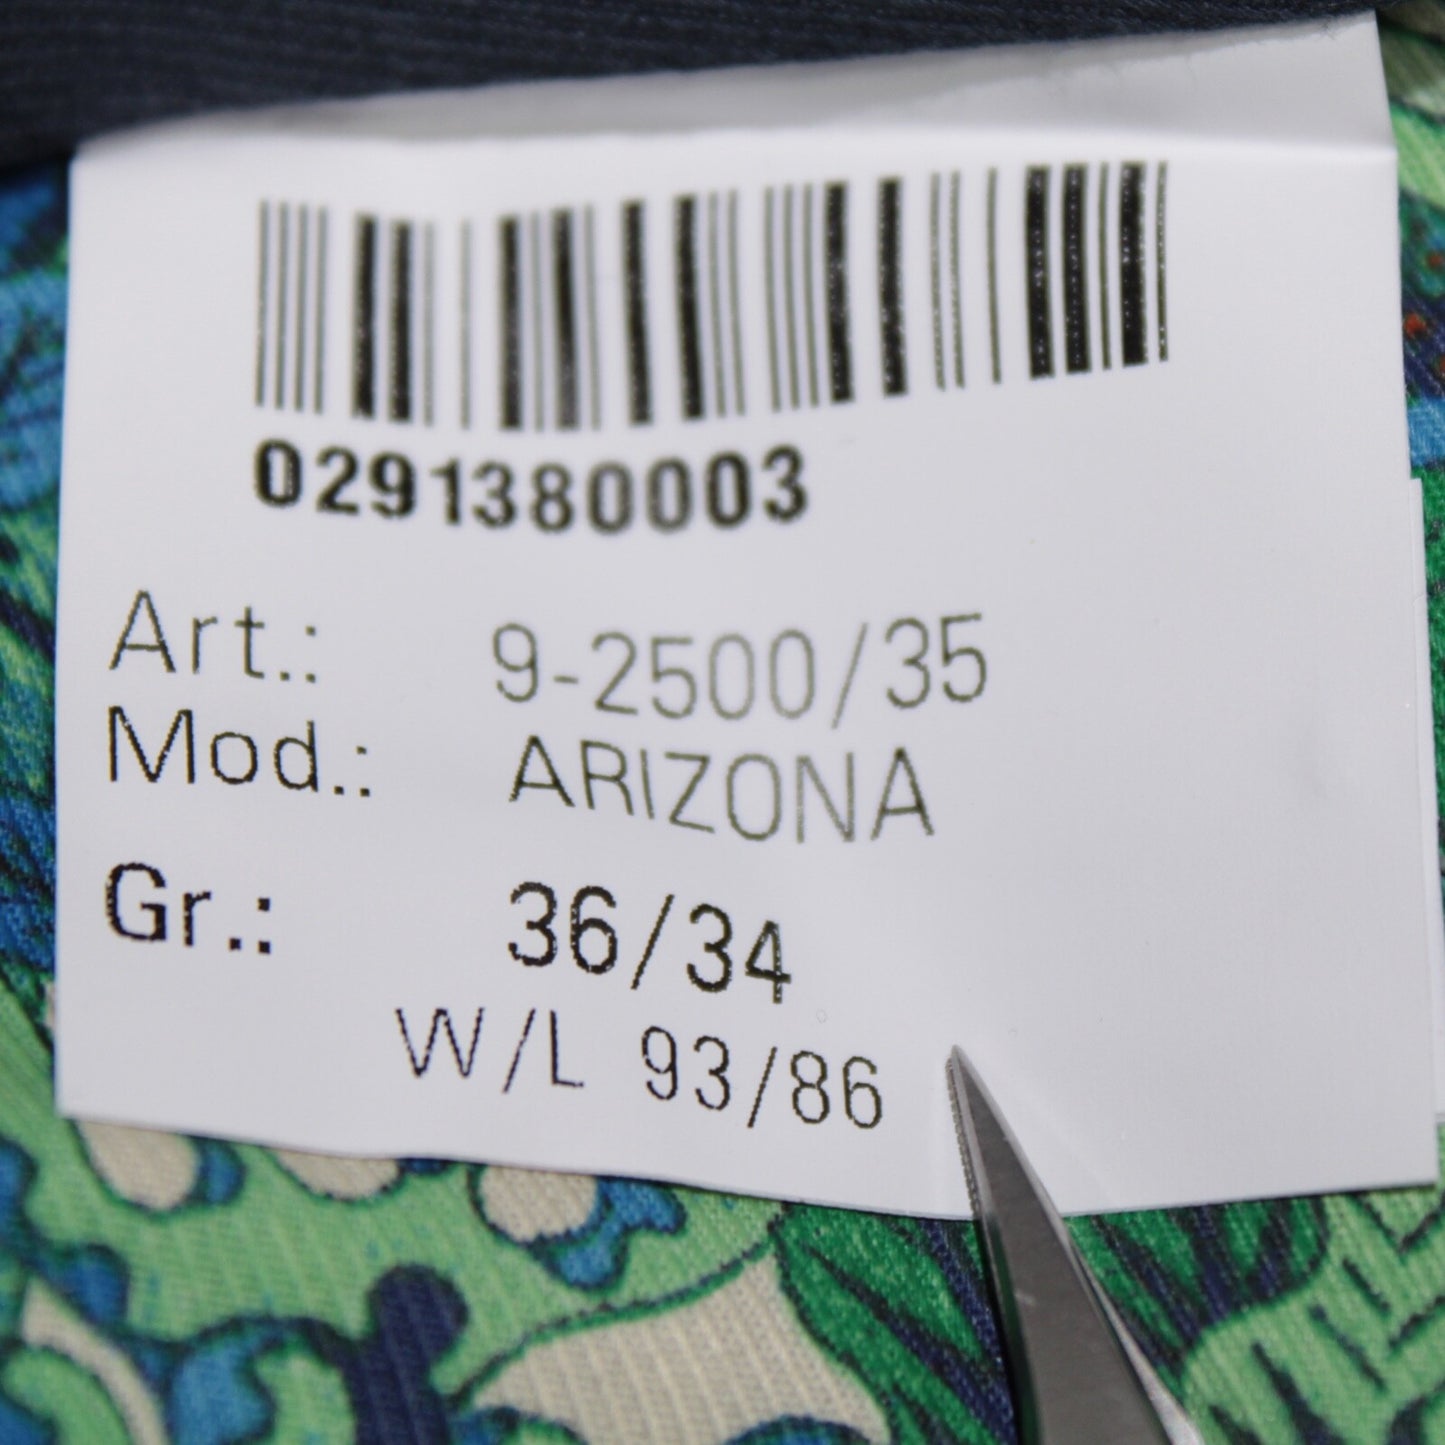 0291380003
Art.: 9-2500/35
Mod.: ARIZONA
Gr.: 36/34
W/L 93/86